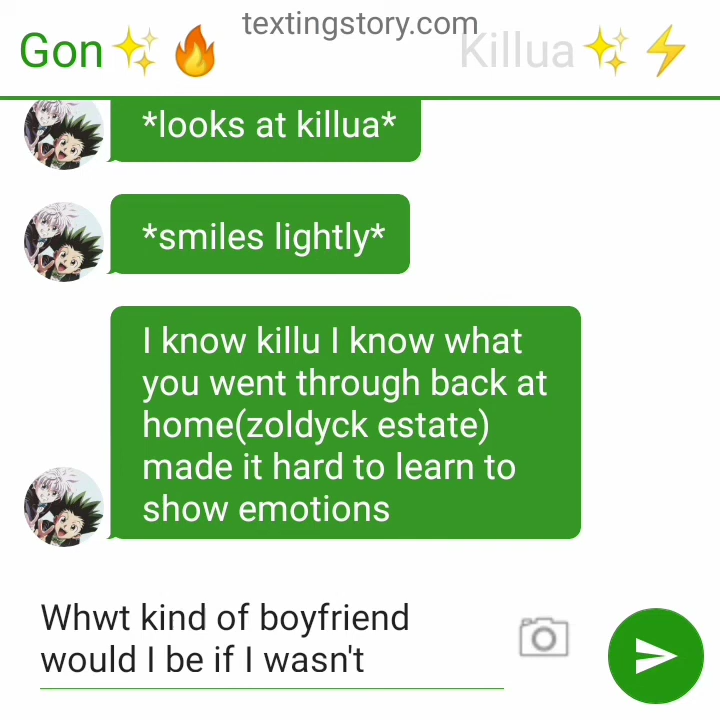 textingstory.com
Gon✨🔥
Killua✨⚡
*looks at killua*
*smiles lightly*
I know killu I know what
you went through back at
home(zoldyck estate)
made it hard to learn to
show emotions
Whwt kind of boyfriend
would I be if I wasn't